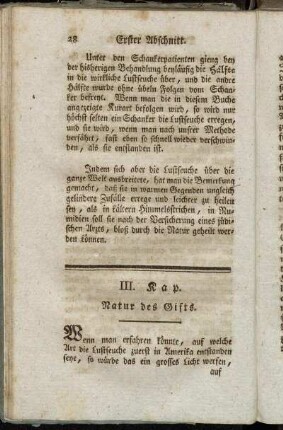 28 Erster Abschnitt.
Unter den Schankerpatienten gieng bey
der bisherigen Behandlung beyläufig die Hälfte
in die wirkliche Lustseuche über, und die andre
Hälfte wurde ohne übeln Folgen vom Schan-
ker befreyt. Wenn man die in diesem Buche
angezeigte Kurart befolgen wird, so wird nur
höchst selten ein Schanker die Lustseuche erregen,
und sie wird, wenn man nach unsrer Methode
verfährt, fast eben so schnell wieder verschwin-
den, als sie entstanden ist.
Indem sich aber die Lustseuche über die
ganze Welt ausbreitete, hat man die Bemerkung
gemacht, daß sie in warmen Gegenden ungleich
gelindere Zufälle errege und leichter zu heilen
sey, als in kältern Himmelsstrichen, in Nu-
midien soll sie nach der Versicherung eines jüdi-
schen Arzts, bloß durch die Natur geheilt wer-
den können.
III. Kap.
Natur des Gifts.
Wenn man erfahren könnte, auf welche
Art die Lustseuche zuerst in Amerika entstanden
seye, so würde das ein grosses Licht werfen,
auf